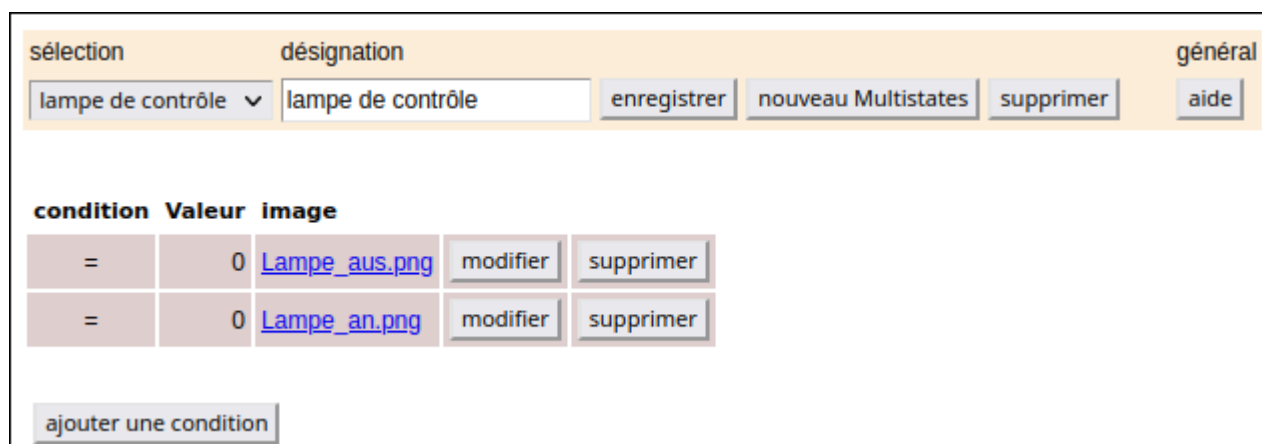 sélection désignation général
lampe de contrôle lampe de contrôle enregistrer nouveau Multistates supprimer aide
condition Valeur image
= 0 Lampe_aus.png modifier supprimer
= 0 Lampe_an.png modifier supprimer
ajouter une condition